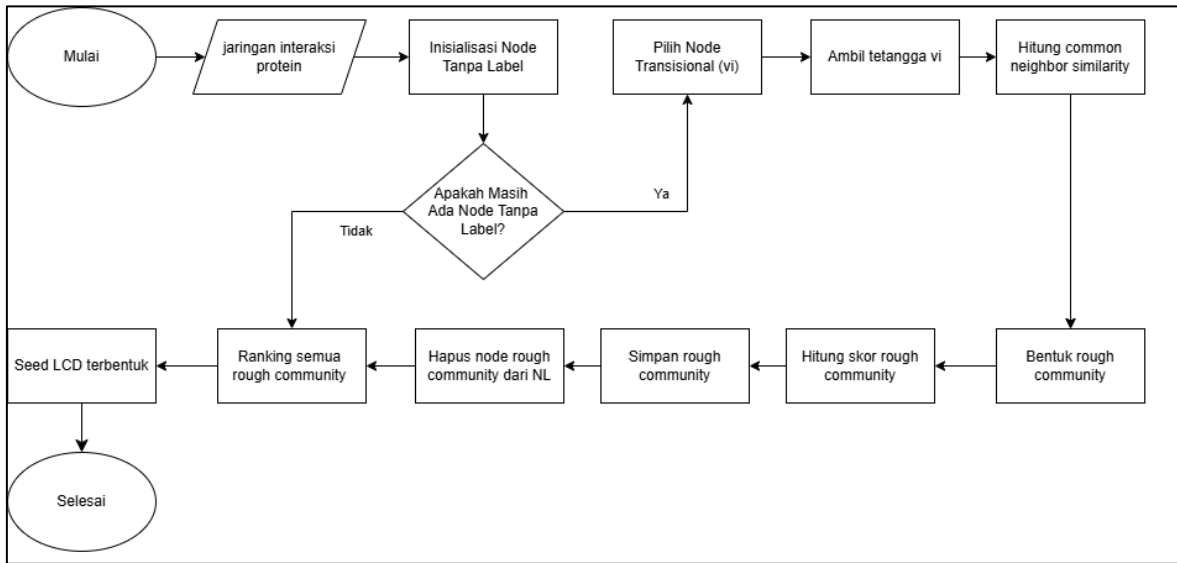 Mulai
jaringan interaksi
protein
Inisialisasi Node
Tanpa Label
Pilih Node
Transisional (vi)
Ambil tetangga vi
Hitung common
neighbor similarity
Apakah Masih
Ada Node Tanpa
Label?
Ya
Tidak
Seed LCD terbentuk
Ranking semua
rough community
Hapus node rough
community dari NL
Simpan rough
community
Hitung skor rough
community
Bentuk rough
community
Selesai